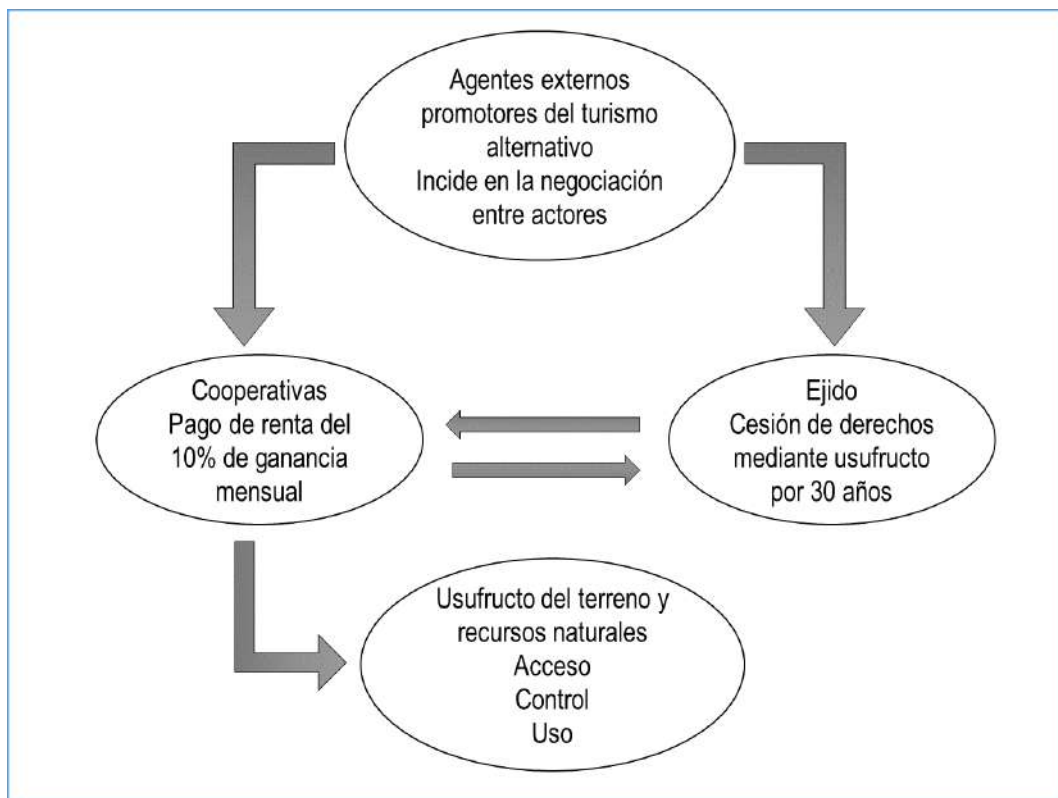 Agentes externos
promotores del turismo
alternativo
Incide en la negociación
entre actores
Cooperativas
Pago de renta del
10% de ganancia
mensual
Ejido
Cesión de derechos
mediante usufructo
por 30 años
Usufructo del terreno y
recursos naturales
Acceso
Control
Uso